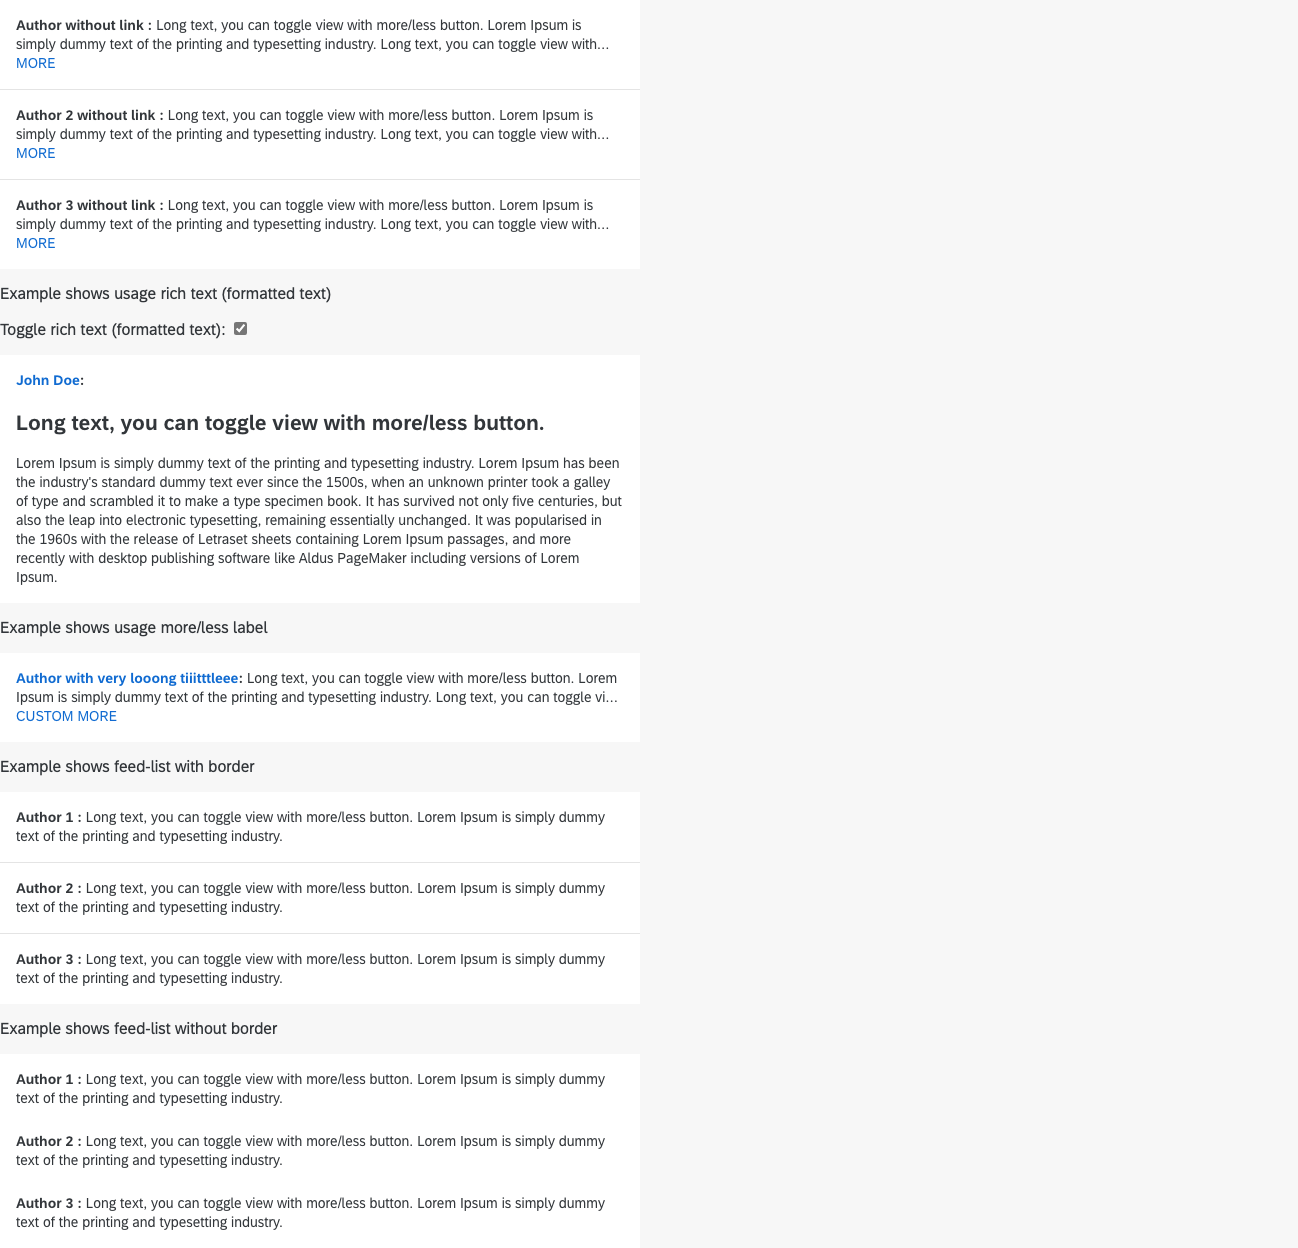 Author without link : Long text, you can toggle view with more/less button. Lorem Ipsum is
simply dummy text of the printing and typesetting industry. Long text, you can toggle view with...
MORE
Author 2 without link : Long text, you can toggle view with more/less button. Lorem Ipsum is
simply dummy text of the printing and typesetting industry. Long text, you can toggle view with...
MORE
Author 3 without link : Long text, you can toggle view with more/less button. Lorem Ipsum is
simply dummy text of the printing and typesetting industry. Long text, you can toggle view with...
MORE
Example shows usage rich text (formatted text)
Toggle rich text (formatted text):
John Doe:
Long text, you can toggle view with more/less button.
Lorem Ipsum is simply dummy text of the printing and typesetting industry. Lorem Ipsum has been
the industry's standard dummy text ever since the 1500s, when an unknown printer took a galley
of type and scrambled it to make a type specimen book. It has survived not only five centuries, but
also the leap into electronic typesetting, remaining essentially unchanged. It was popularised in
the 1960s with the release of Letraset sheets containing Lorem Ipsum passages, and more
recently with desktop publishing software like Aldus PageMaker including versions of Lorem
Ipsum.
Example shows usage more/less label
Author with very looong tiiitttleee: Long text, you can toggle view with more/less button. Lorem
Ipsum is simply dummy text of the printing and typesetting industry. Long text, you can toggle vi...
CUSTOM MORE
Example shows feed-list with border
Author 1 : Long text, you can toggle view with more/less button. Lorem Ipsum is simply dummy
text of the printing and typesetting industry.
Author 2 : Long text, you can toggle view with more/less button. Lorem Ipsum is simply dummy
text of the printing and typesetting industry.
Author 3 : Long text, you can toggle view with more/less button. Lorem Ipsum is simply dummy
text of the printing and typesetting industry.
Example shows feed-list without border
Author 1 : Long text, you can toggle view with more/less button. Lorem Ipsum is simply dummy
text of the printing and typesetting industry.
Author 2 : Long text, you can toggle view with more/less button. Lorem Ipsum is simply dummy
text of the printing and typesetting industry.
Author 3 : Long text, you can toggle view with more/less button. Lorem Ipsum is simply dummy
text of the printing and typesetting industry.